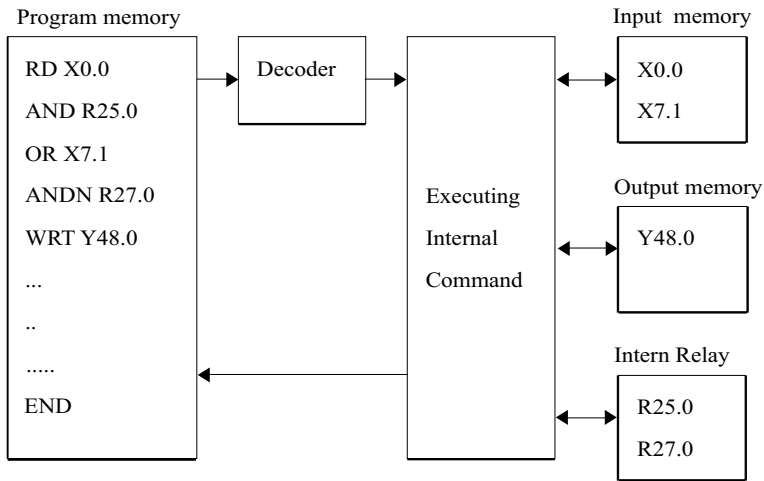 Program memory
RD X0.0
AND R25.0
OR X7.1
ANDN R27.0
WRT Y48.0
...
..
.....
END
Decoder
Executing
Internal
Command
Input memory
X0.0
X7.1
Output memory
Y48.0
Intern Relay
R25.0
R27.0